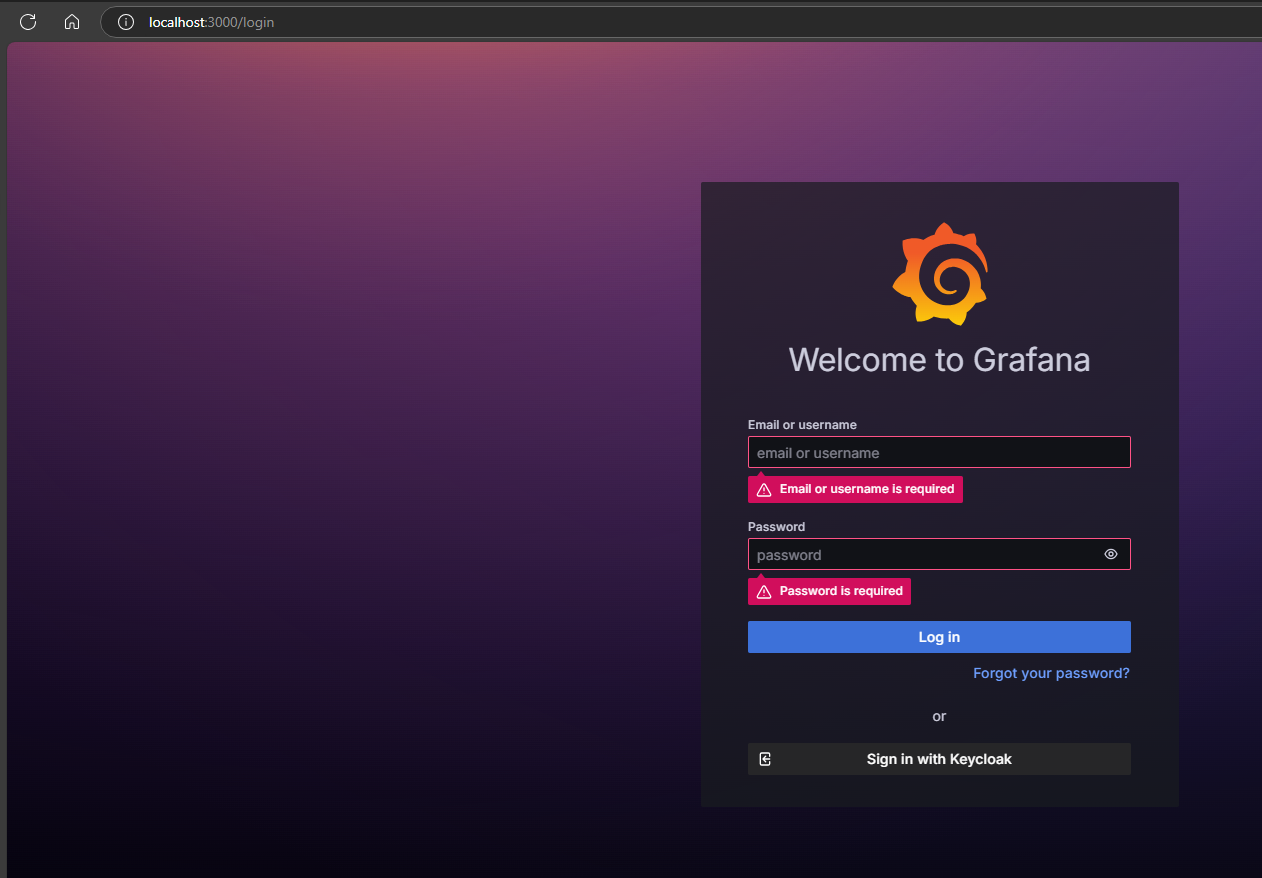 localhost:3000/login
Welcome to Grafana
Email or username
email or username
Email or username is required
Password
password
Password is required
Log in
Forgot your password?
or
Sign in with Keycloak